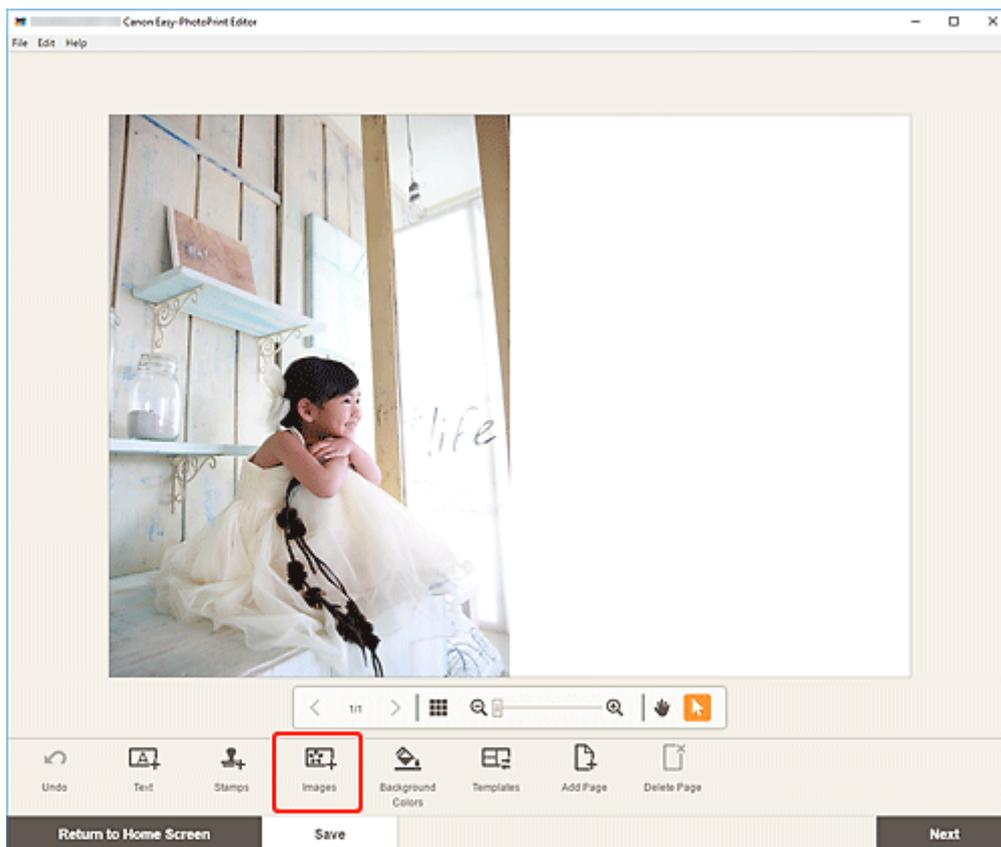 Canon Easy-PhotoPrint Editor
File Edit Help
life
1/1
Undo
Text
Stamps
Images
Background
Colors
Templates
Add Page
Delete Page
Return to Home Screen
Save
Next